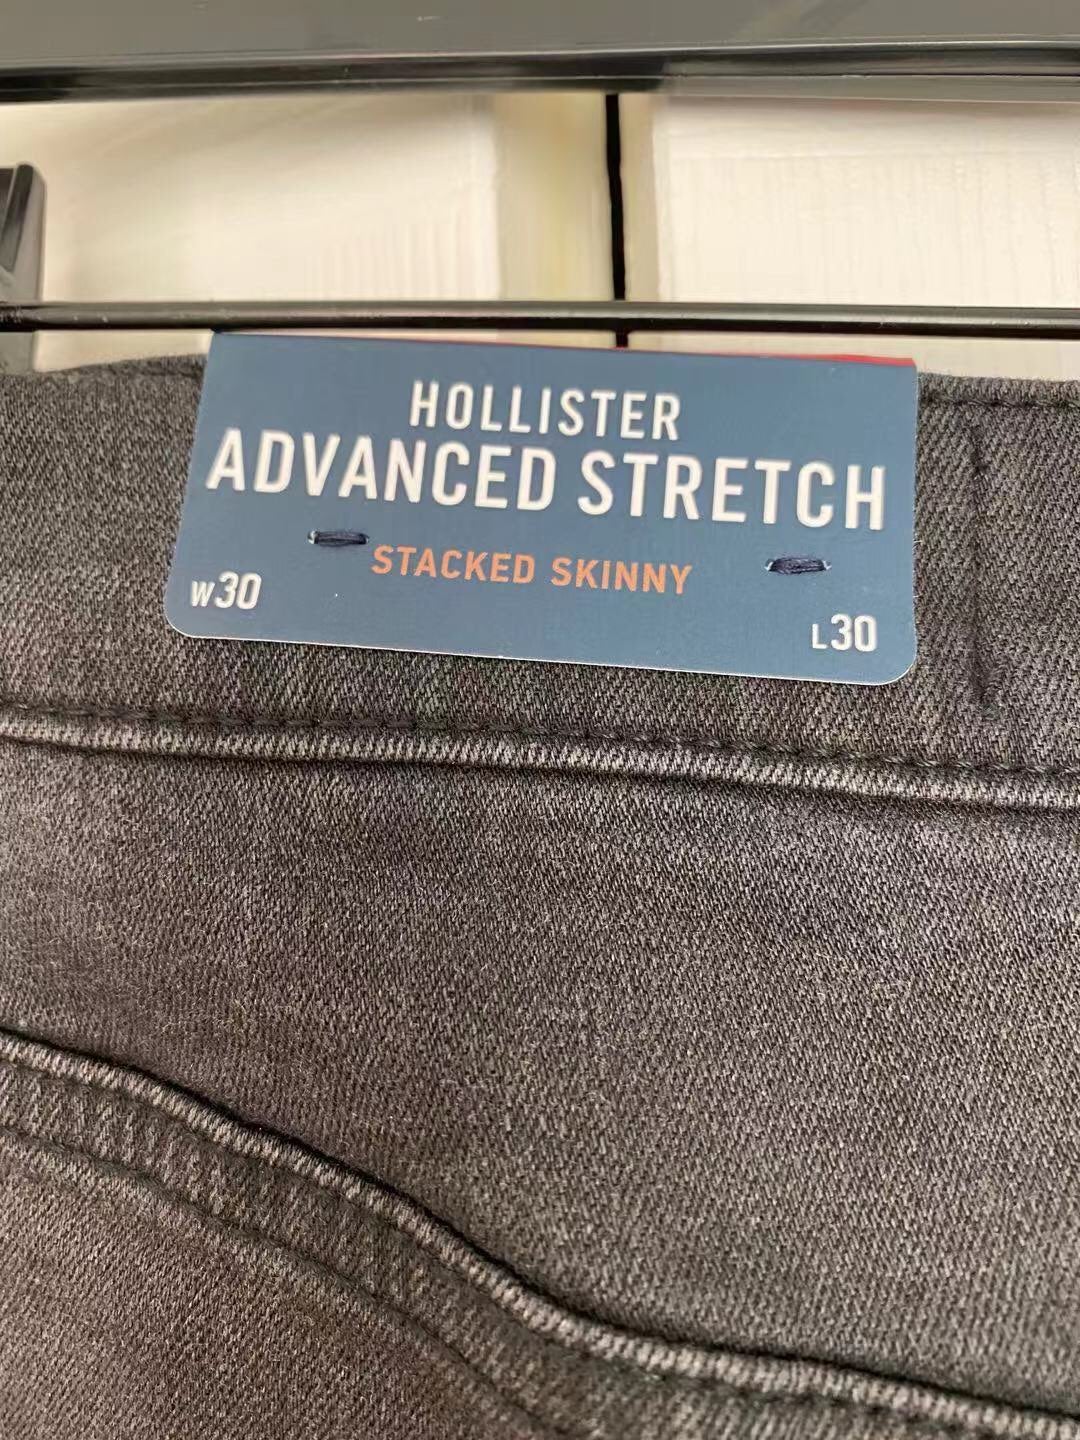 HOLLISTER
ADVANCED STRETCH
STACKED SKINNY
W30
L30